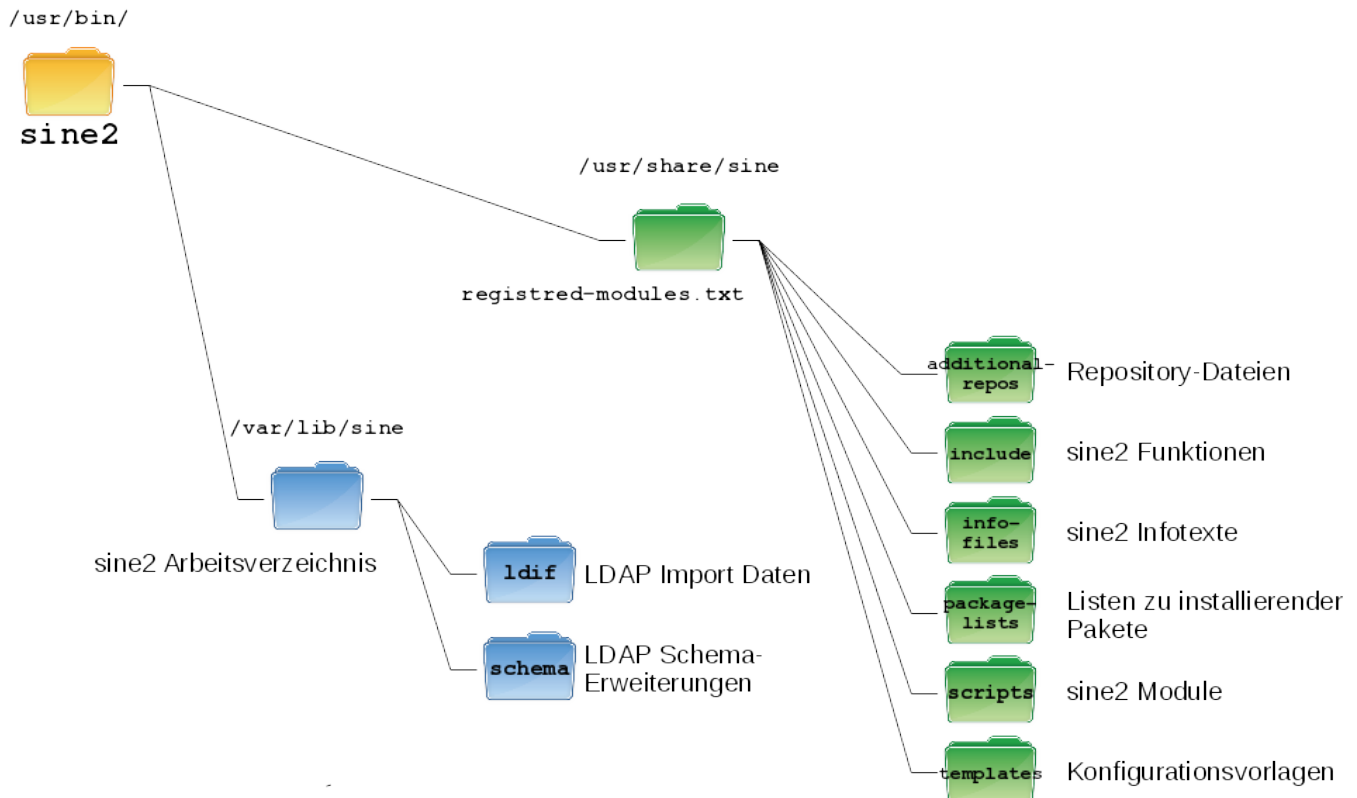 /usr/bin/
sine2
/usr/share/sine
registred-modules.txt
additional-
repos
Repository-Dateien
include
sine2 Funktionen
info-
files
sine2 Infotexte
package-
lists
Listen zu installierender
Pakete
scripts
sine2 Module
templates
Konfigurationsvorlagen
/var/lib/sine
sine2 Arbeitsverzeichnis
ldif
LDAP Import Daten
schema
LDAP Schema-
Erweiterungen